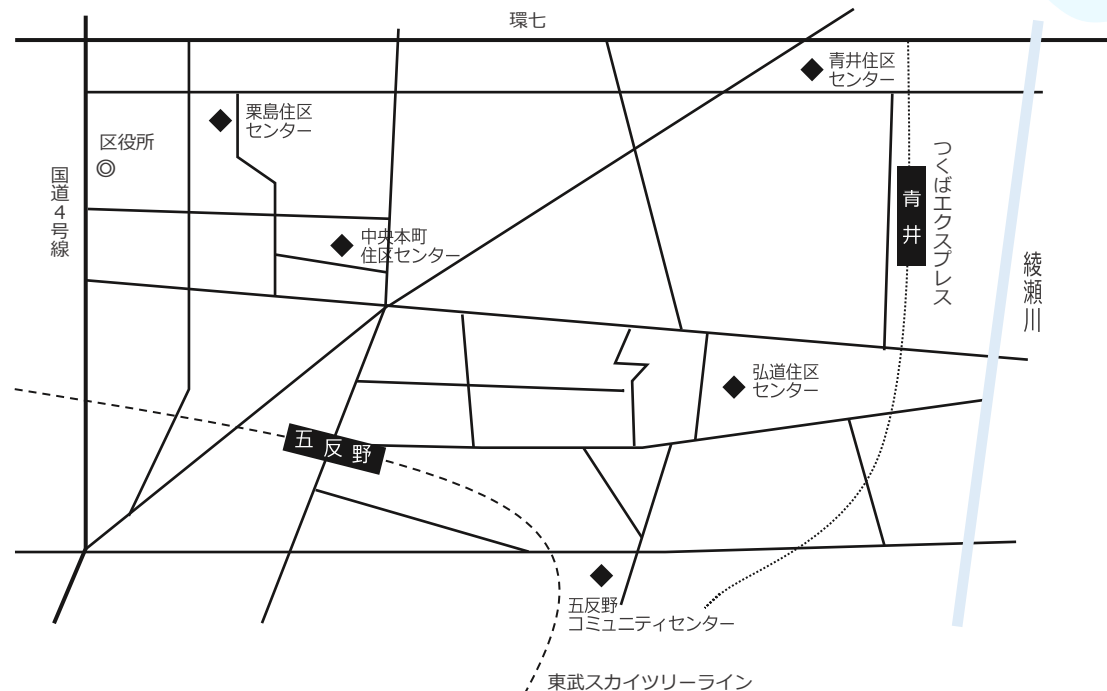 環七
青井住区
センター
栗島住区
センター
区役所
国道4号線
つくばエクスプレス
青井
中央本町
住区センター
綾瀬川
弘道住区
センター
五反野
五反野
コミュニティセンター
東武スカイツリーライン